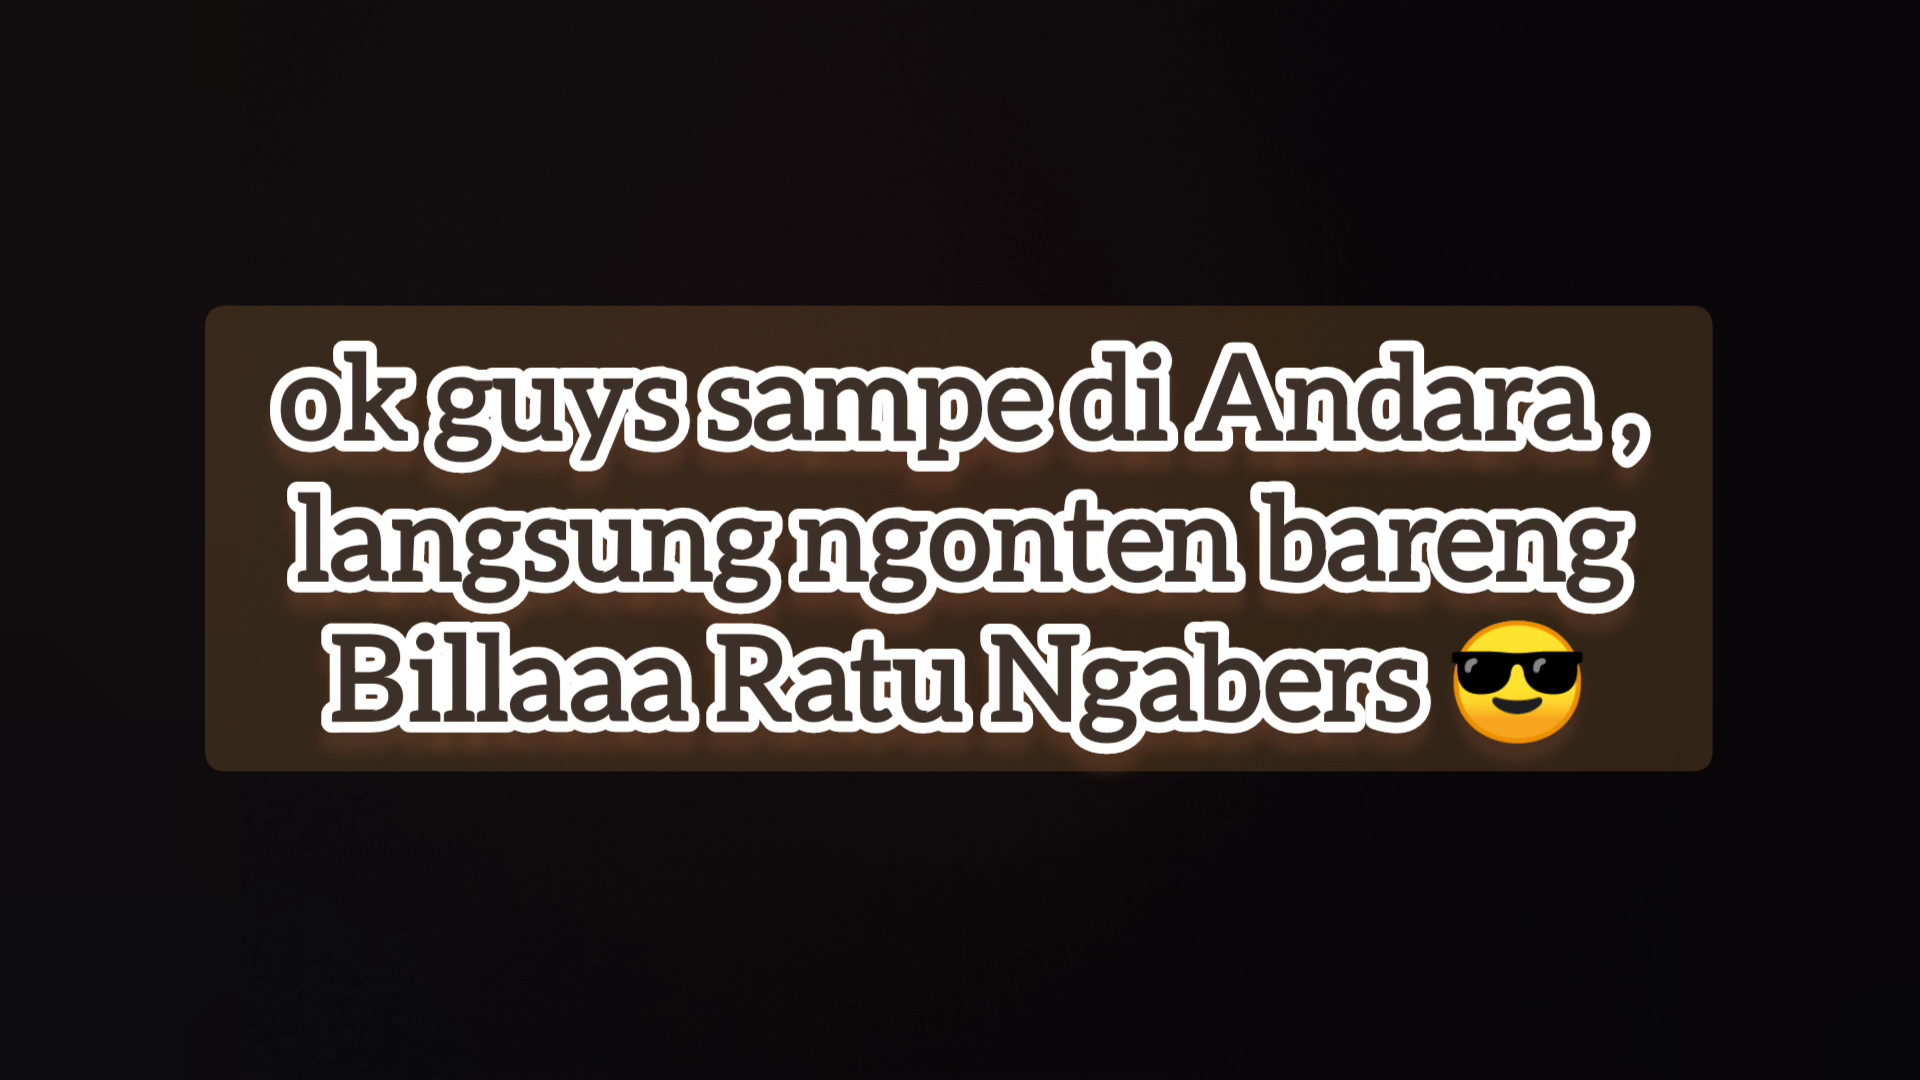 ok guys sampe di Andara ,
langsung ngonten bareng
Billaaa Ratu Ngabers 😎